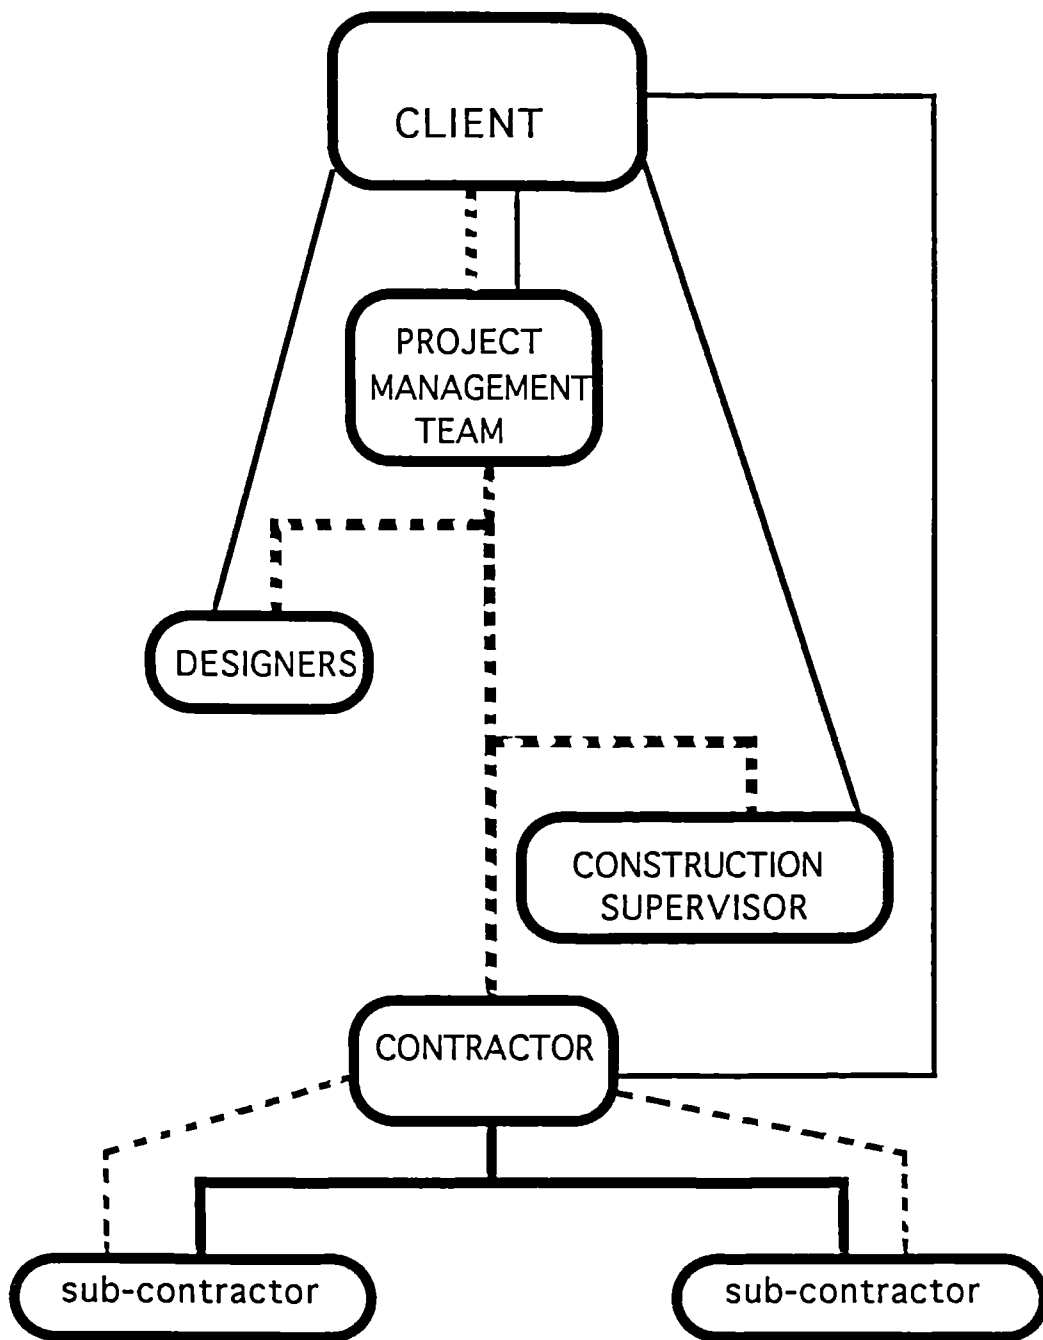 CLIENT
PROJECT
MANAGEMENT
TEAM
DESIGNERS
CONSTRUCTION
SUPERVISOR
CONTRACTOR
sub-contractor
sub-contractor